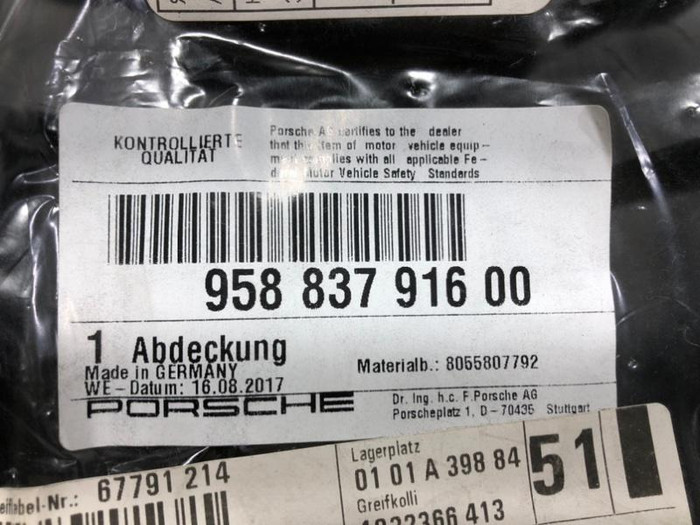 KONTROLLIERTE
QUALITÄT
Porsche AG certifies to the dealer
that this item of motor vehicle equip-
ment complies with all applicable Fe-
deral Motor Vehicle Safety Standards
958 837 916 00
1 Abdeckung
Made in GERMANY
WE-Datum: 16.08.2017
Materialb.: 8055807792
PORSCHE
Dr. Ing. h.c. F.Porsche AG
Porscheplatz 1, D-70435 Stuttgart
67791 214
Lagerplatz
01 01 A 398 84
Greifkolli
413
51